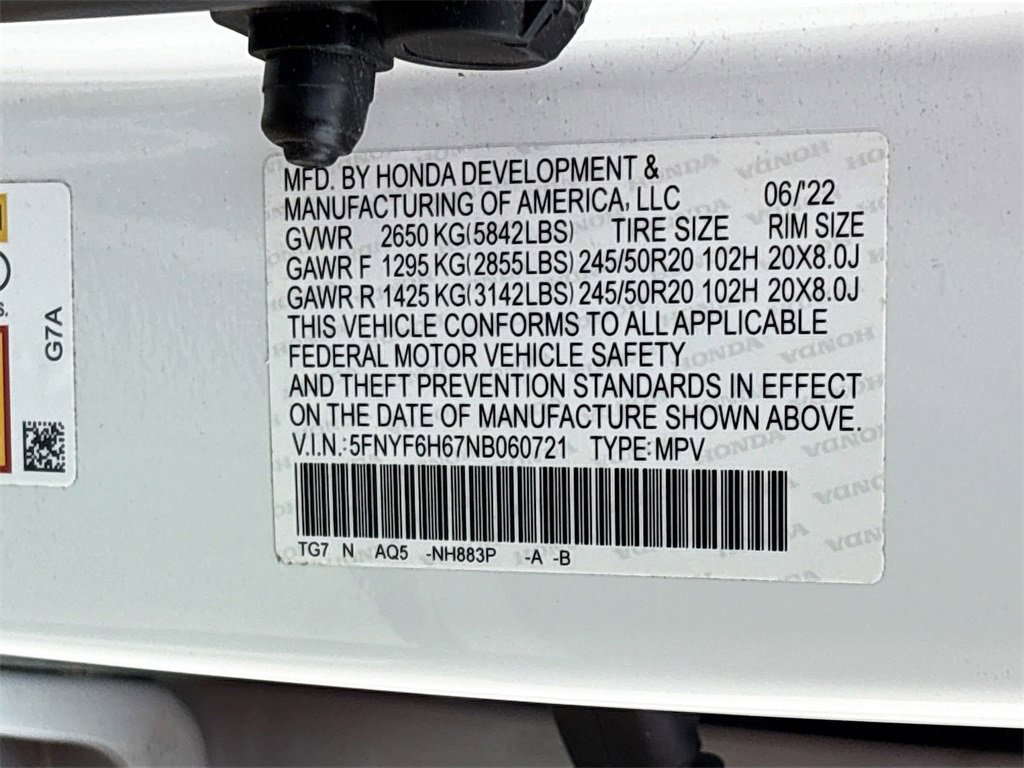 MFD. BY HONDA DEVELOPMENT &
MANUFACTURING OF AMERICA, LLC 06/'22
GVWR 2650 KG(5842LBS) TIRE SIZE RIM SIZE
GAWR F 1295 KG(2855LBS) 245/50R20 102H 20X8.0J
GAWR R 1425 KG(3142LBS) 245/50R20 102H 20X8.0J
THIS VEHICLE CONFORMS TO ALL APPLICABLE
FEDERAL MOTOR VEHICLE SAFETY
AND THEFT PREVENTION STANDARDS IN EFFECT
ON THE DATE OF MANUFACTURE SHOWN ABOVE.
V.I.N.: 5FNYF6H67NB060721 TYPE: MPV
TG7 N AQ5 -NH883P -A -B
G7A